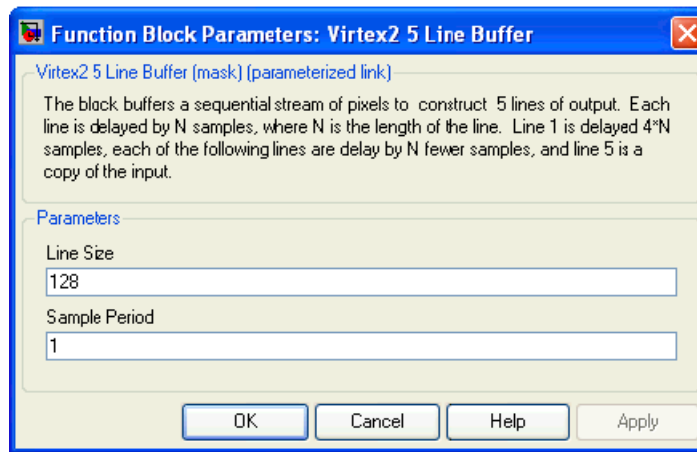 Function Block Parameters: Virtex2 5 Line Buffer
Virtex2 5 Line Buffer (mask) (parameterized link)
The block buffers a sequential stream of pixels to construct 5 lines of output. Each
line is delayed by N samples, where N is the length of the line. Line 1 is delayed 4*N
samples, each of the following lines are delay by N fewer samples, and line 5 is a
copy of the input.
Parameters
Line Size
128
Sample Period
1
OK Cancel Help Apply